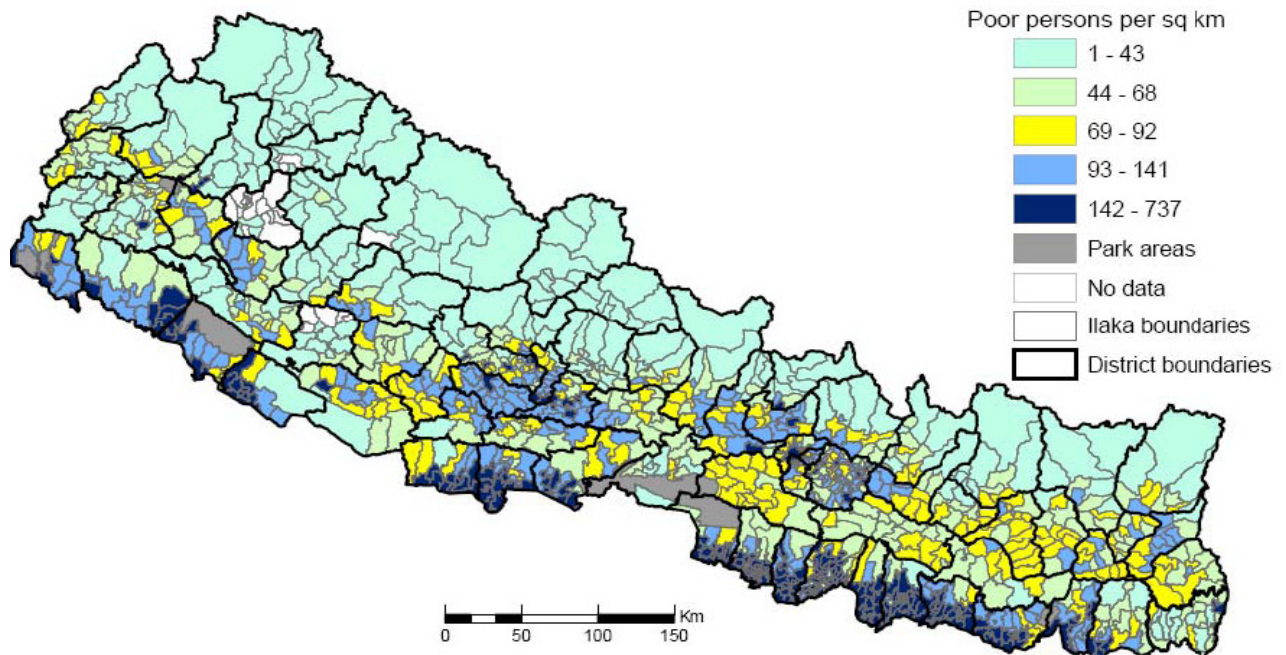 Poor persons per sq km
1 - 43
44 - 68
69 - 92
93 - 141
142 - 737
Park areas
No data
Ilaka boundaries
District boundaries
Km
0 50 100 150